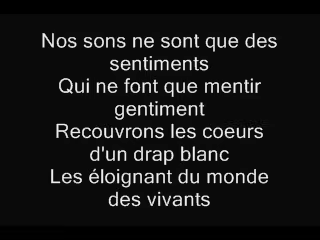 Nos sons ne sont que des
sentiments
Qui ne font que mentir
gentiment
Recouvrons les coeurs
d'un drap blanc
Les éloignant du monde
des vivants